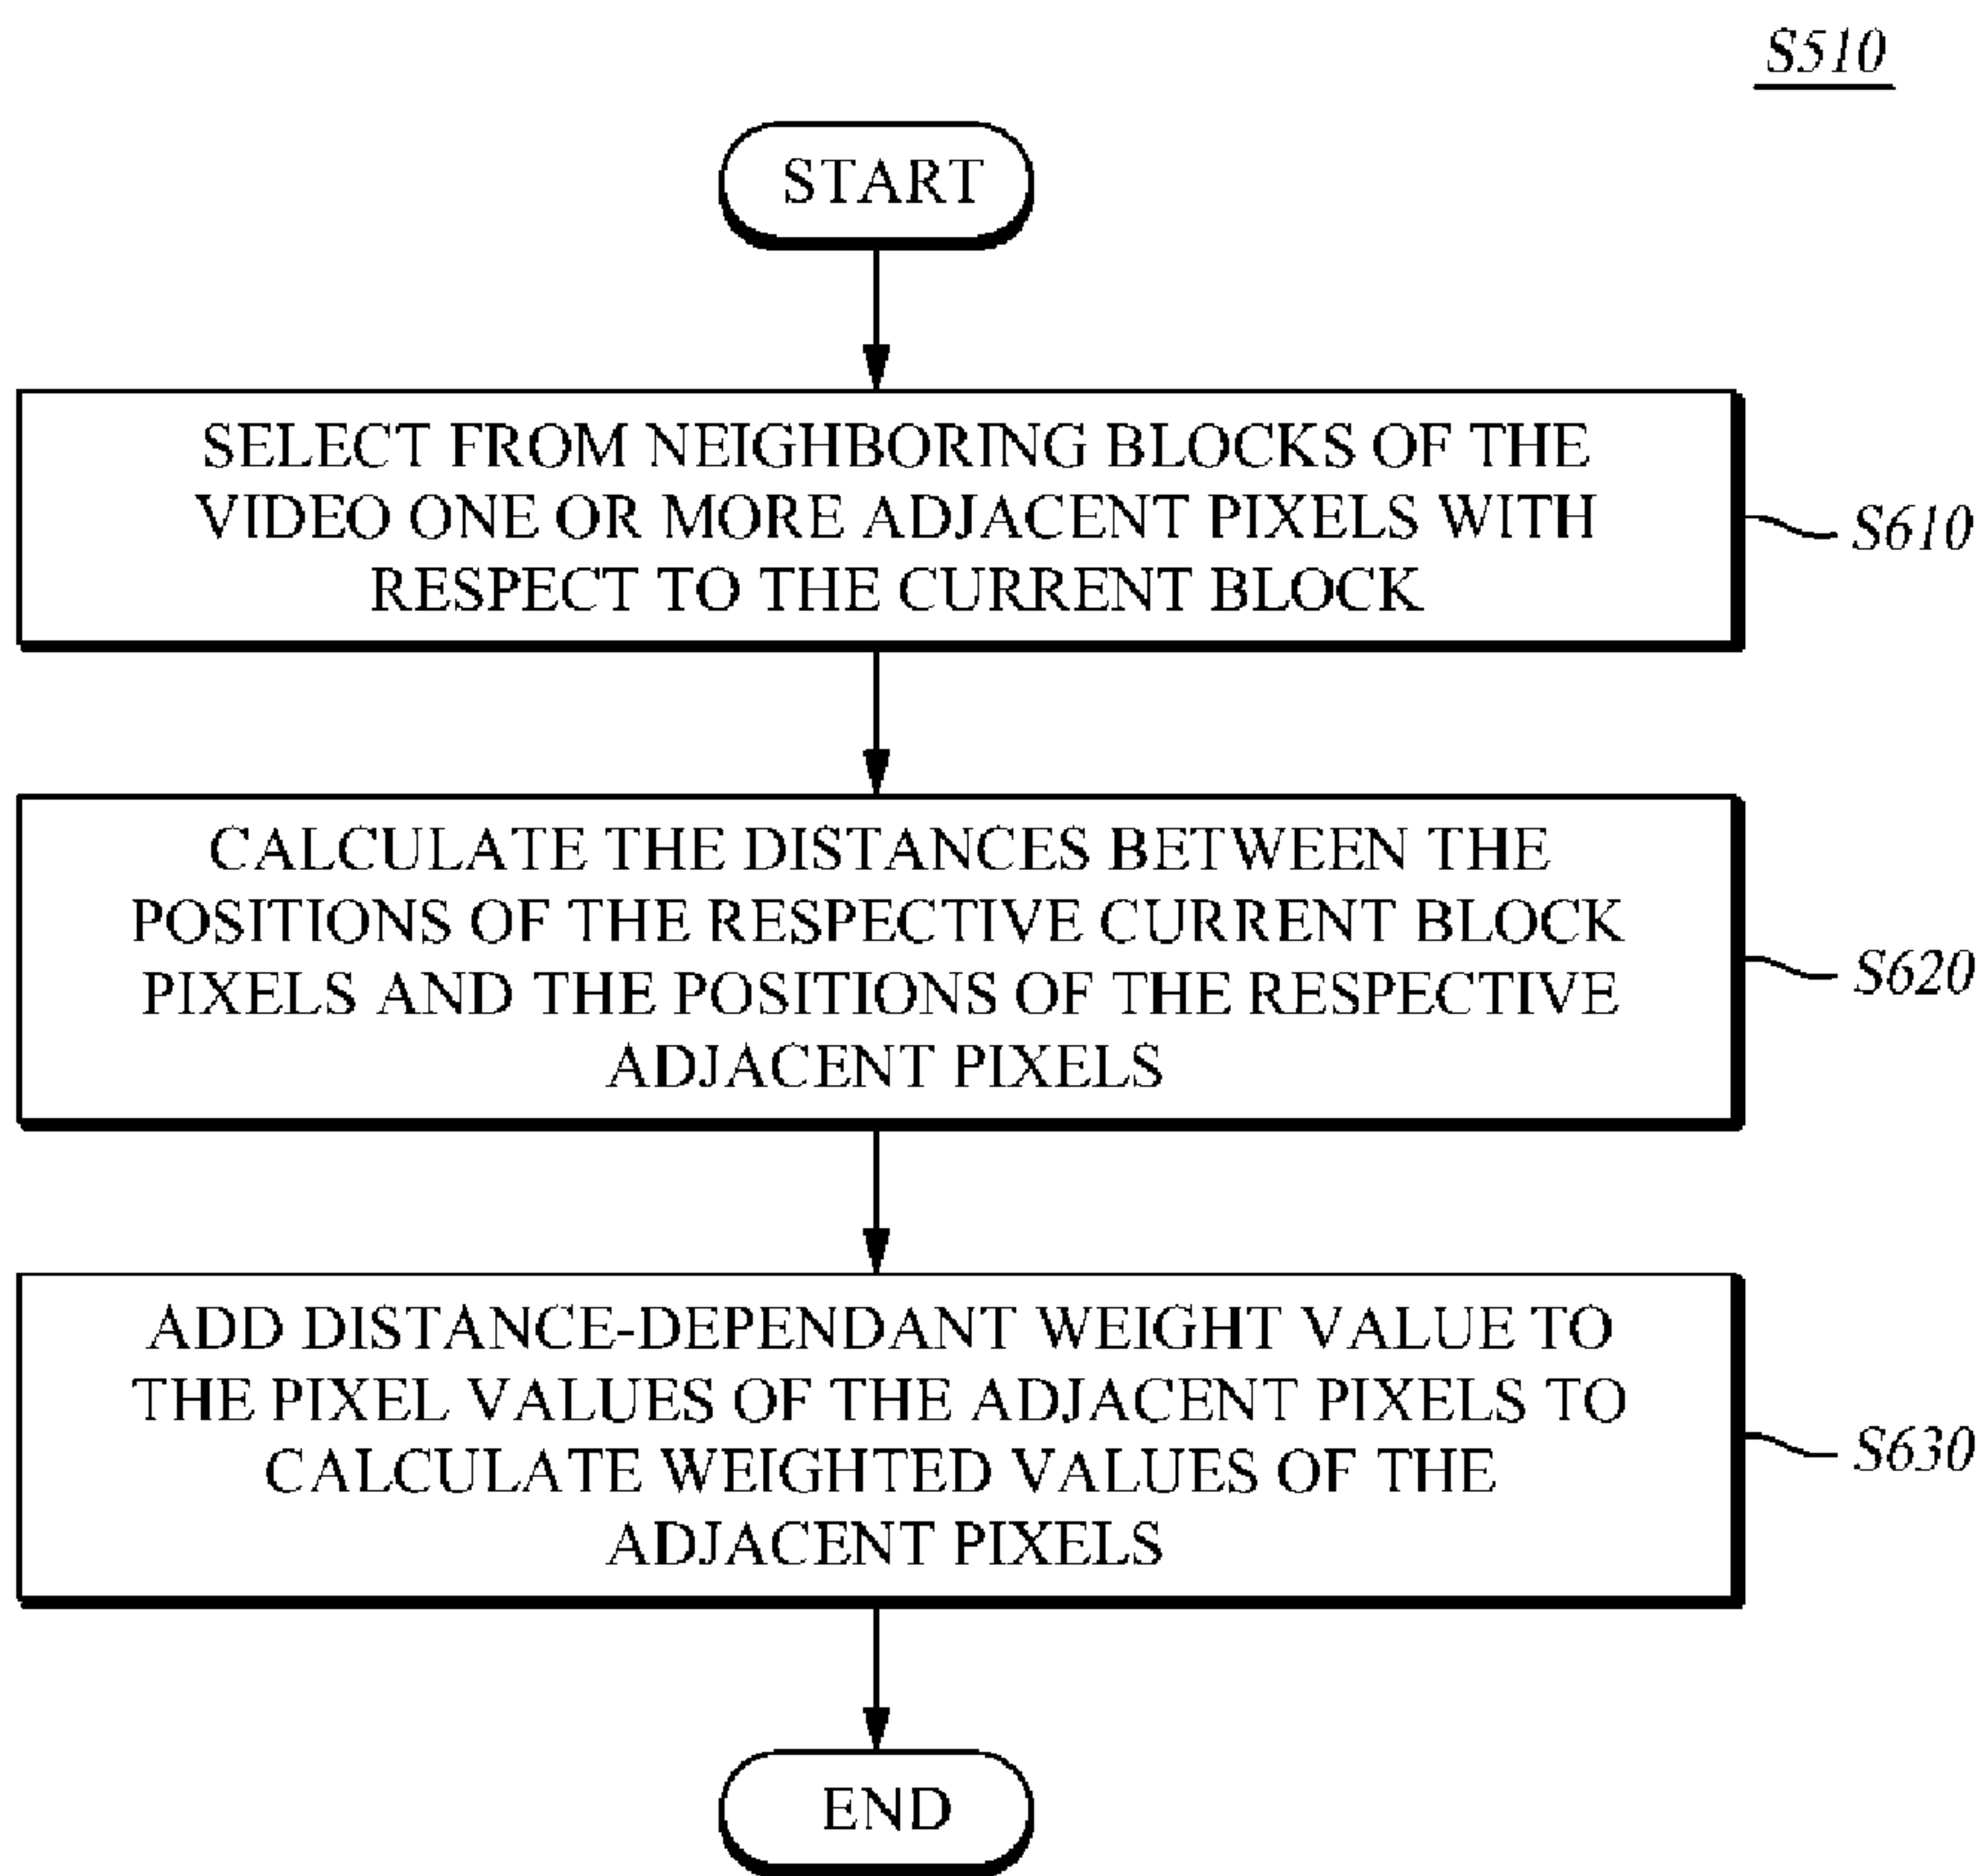 S510
START
SELECT FROM NEIGHBORING BLOCKS OF THE
VIDEO ONE OR MORE ADJACENT PIXELS WITH
RESPECT TO THE CURRENT BLOCK
S610
CALCULATE THE DISTANCES BETWEEN THE
POSITIONS OF THE RESPECTIVE CURRENT BLOCK
PIXELS AND THE POSITIONS OF THE RESPECTIVE
ADJACENT PIXELS
S620
ADD DISTANCE-DEPENDANT WEIGHT VALUE TO
THE PIXEL VALUES OF THE ADJACENT PIXELS TO
CALCULATE WEIGHTED VALUES OF THE
ADJACENT PIXELS
S630
END